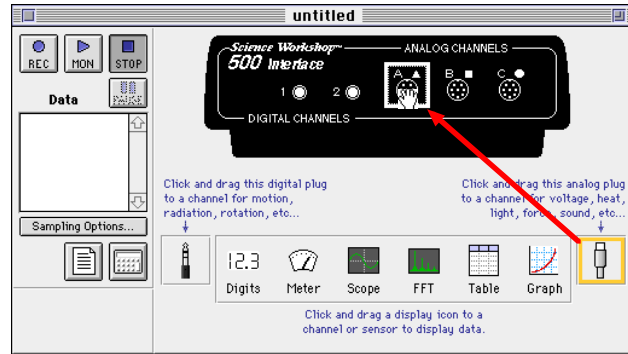 untitled
REC MON STOP
Data PAUSE
Sampling Options...
Science Workshop™
500 Interface
ANALOG CHANNELS
A B C
1 2
DIGITAL CHANNELS
Click and drag this digital plug
to a channel for motion,
radiation, rotation, etc...
Click and drag this analog plug
to a channel for voltage, heat,
light, force, sound, etc...
12.3
Digits Meter Scope FFT Table Graph
Click and drag a display icon to a
channel or sensor to display data.